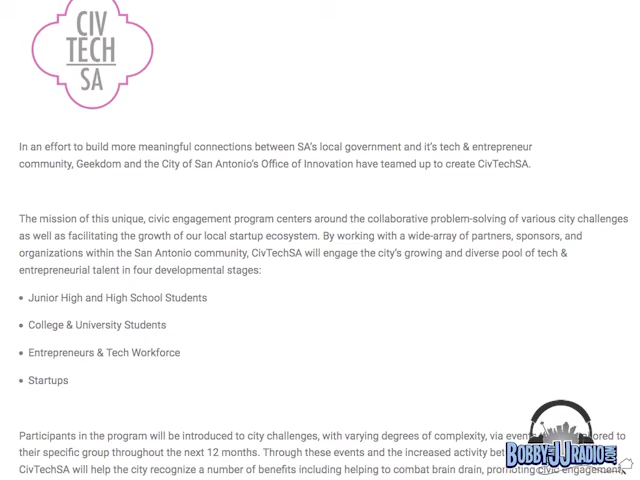 CIV
TECH
SA
In an effort to build more meaningful connections between SA's local government and it's tech & entrepreneur
community, Geekdom and the City of San Antonio's Office of Innovation have teamed up to create CivTechSA.
The mission of this unique, civic engagement program centers around the collaborative problem-solving of various city challenges
as well as facilitating the growth of our local startup ecosystem. By working with a wide-array of partners, sponsors, and
organizations within the San Antonio community, CivTechSA will engage the city's growing and diverse pool of tech &
entrepreneurial talent in four developmental stages:
• Junior High and High School Students
• College & University Students
• Entrepreneurs & Tech Workforce
• Startups
Participants in the program will be introduced to city challenges, with varying degrees of complexity, via events to
their specific group throughout the next 12 months. Through these events and the increased activity
CivTechSA will help the city recognize a number of benefits including helping to combat brain drain, promoting civic engagement,
BOBBY JJRADIO.COM